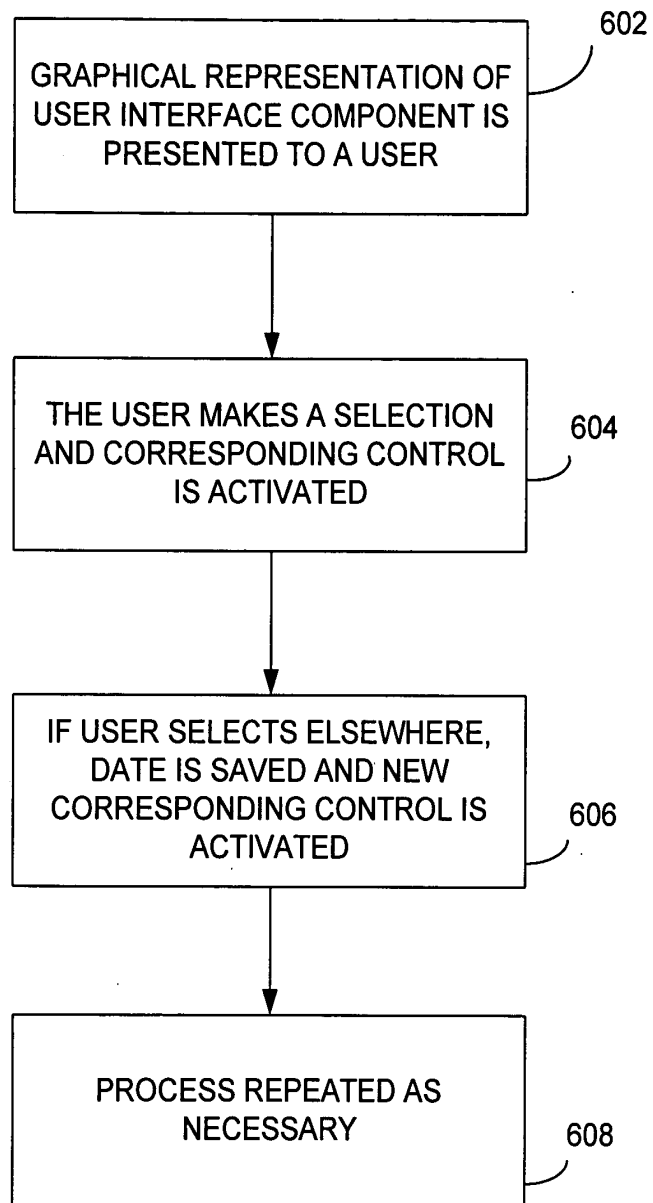 602
GRAPHICAL REPRESENTATION OF
USER INTERFACE COMPONENT IS
PRESENTED TO A USER
604
THE USER MAKES A SELECTION
AND CORRESPONDING CONTROL
IS ACTIVATED
IF USER SELECTS ELSEWHERE,
DATE IS SAVED AND NEW
CORRESPONDING CONTROL IS
ACTIVATED
606
PROCESS REPEATED AS
NECESSARY
608